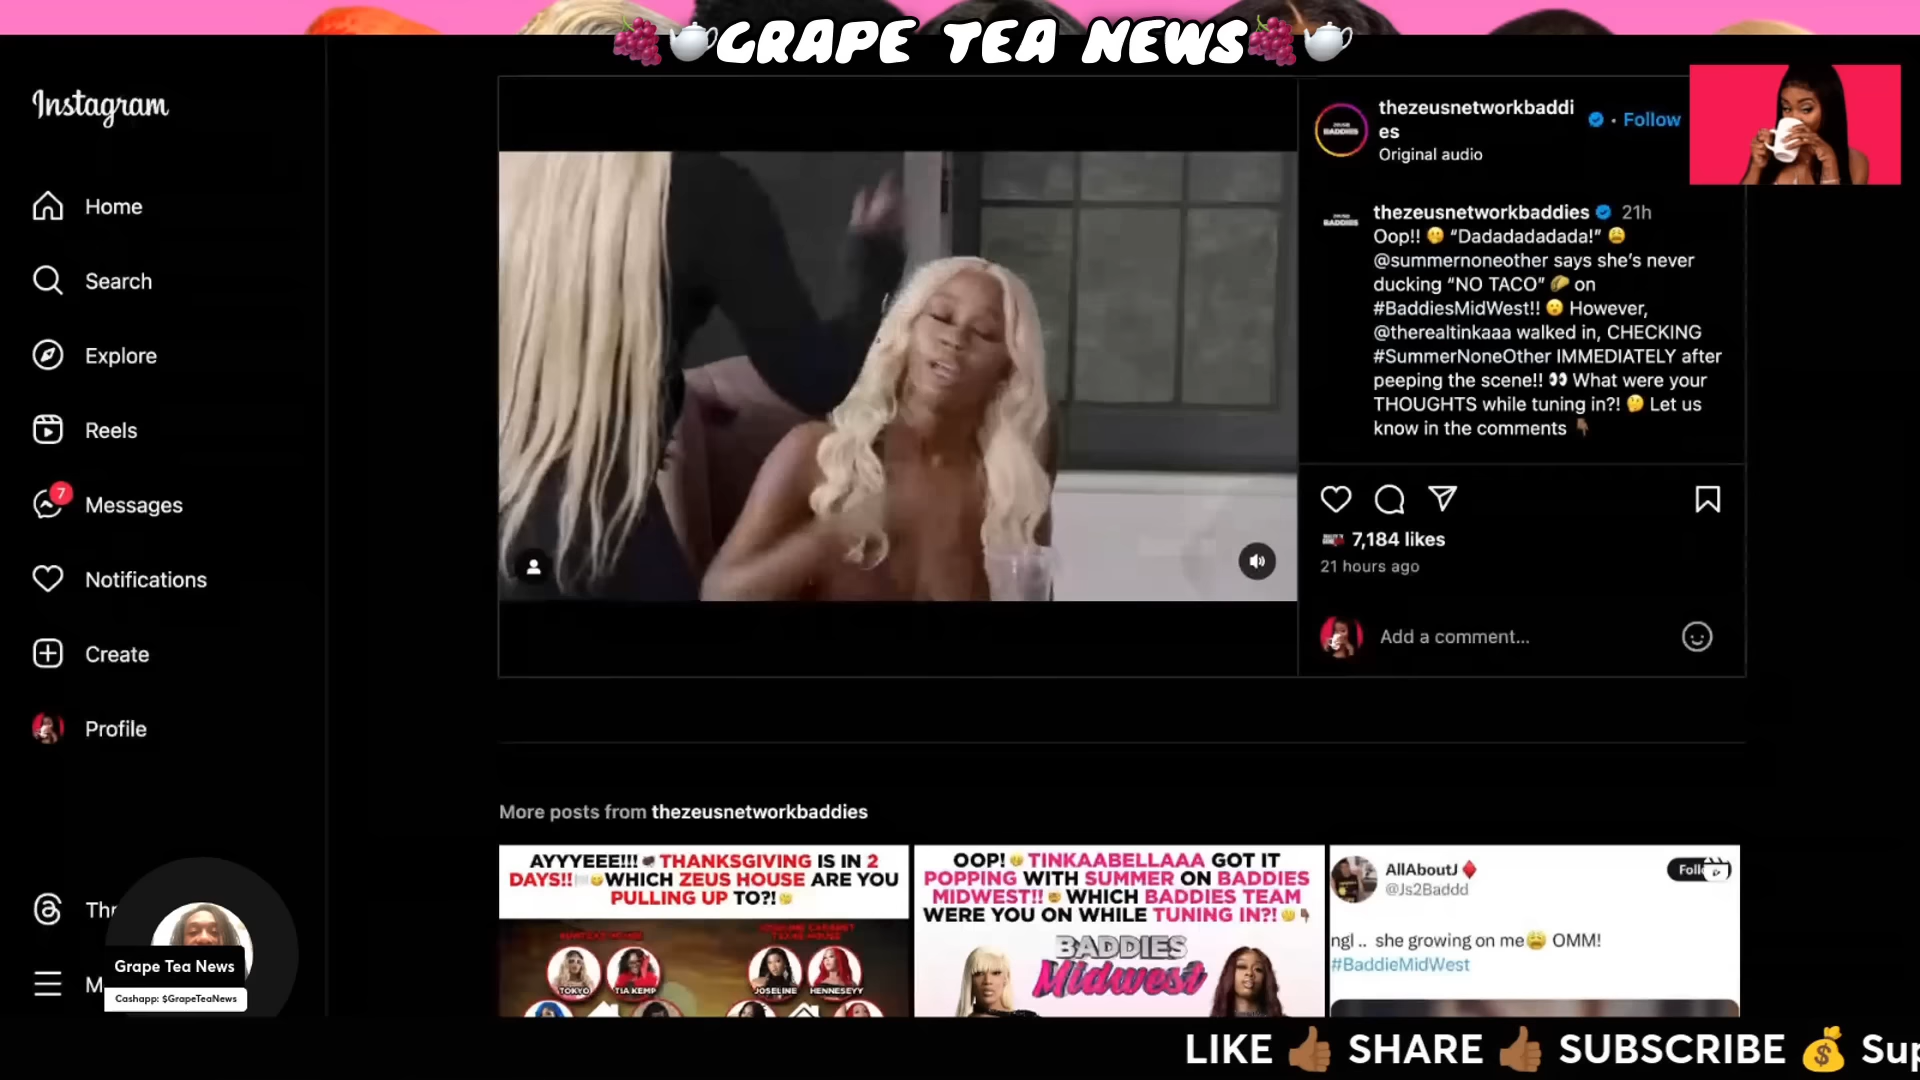 GRAPE TEA NEWS
Instagram
Home
Search
Explore
Reels
7
Messages
Notifications
Create
Profile
Thr
M
Grape Tea News
Cashapp: $GrapeTeaNews
thezeusnetworkbaddi
es
• Follow
Original audio
BADDIES
thezeusnetworkbaddies 21h
Oop!! 🫢 “Dadadadadada!” 😩
@summernoneother says she’s never
ducking “NO TACO” 🌮 on
#BaddiesMidWest!! 😮 However,
@therealtinkaaa walked in, CHECKING
#SummerNoneOther IMMEDIATELY after
peeping the scene!! 👀 What were your
THOUGHTS while tuning in?! 🤔 Let us
know in the comments 👇🏾
7,184 likes
21 hours ago
Add a comment...
More posts from thezeusnetworkbaddies
AYYYEEE!!! THANKSGIVING IS IN 2
DAYS!! WHICH ZEUS HOUSE ARE YOU
PULLING UP TO?!
TOKYO
TIA KEMP
JOSELINE
HENNESEYY
OOP! TINKAABELLAAA GOT IT
POPPING WITH SUMMER ON BADDIES
MIDWEST!! WHICH BADDIES TEAM
WERE YOU ON WHILE TUNING IN?!
BADDIES
Midwest
AllAboutJ
@Js2Baddd
Foll
ngl .. she growing on me😩 OMM!
#BaddieMidWest
LIKE 👍🏾 SHARE 👍🏾 SUBSCRIBE 💰 Sup